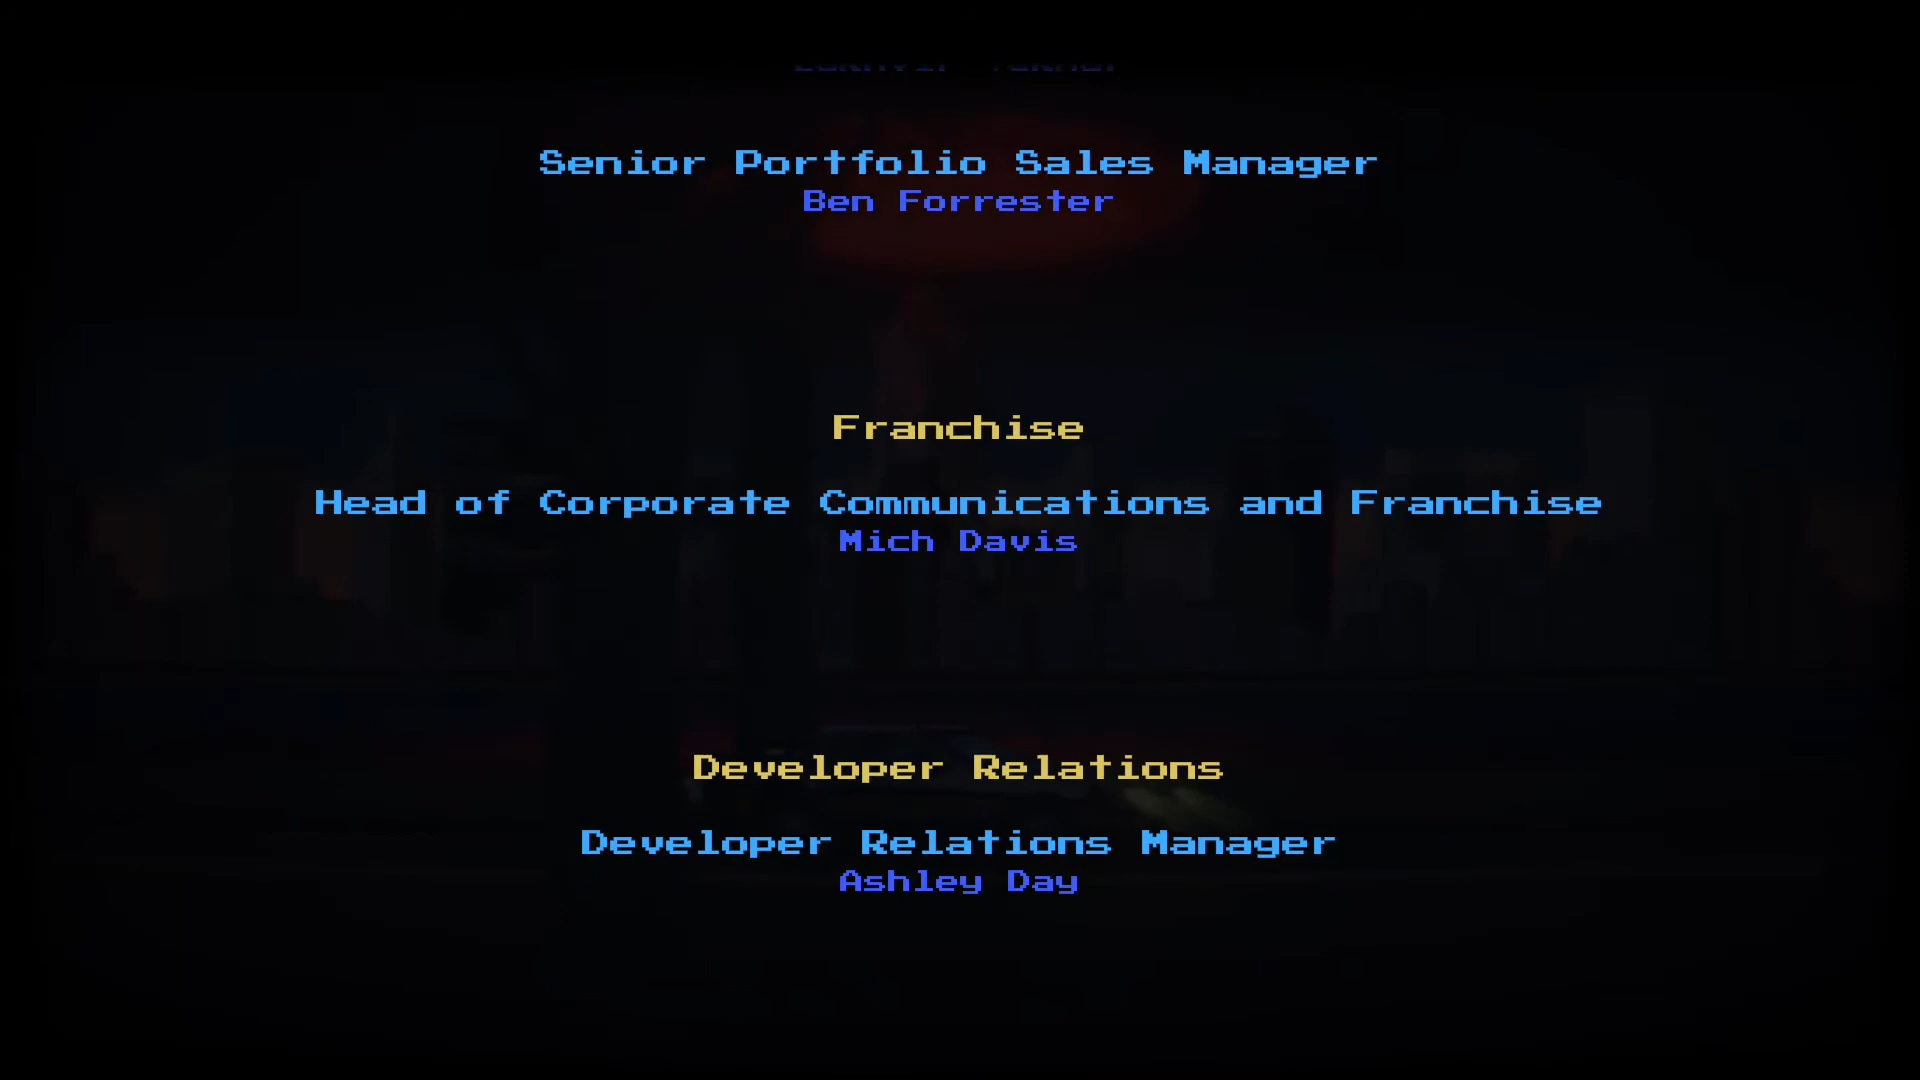 Senior Portfolio Sales Manager
Ben Forrester
Franchise
Head of Corporate Communications and Franchise
Mich Davis
Developer Relations
Developer Relations Manager
Ashley Day